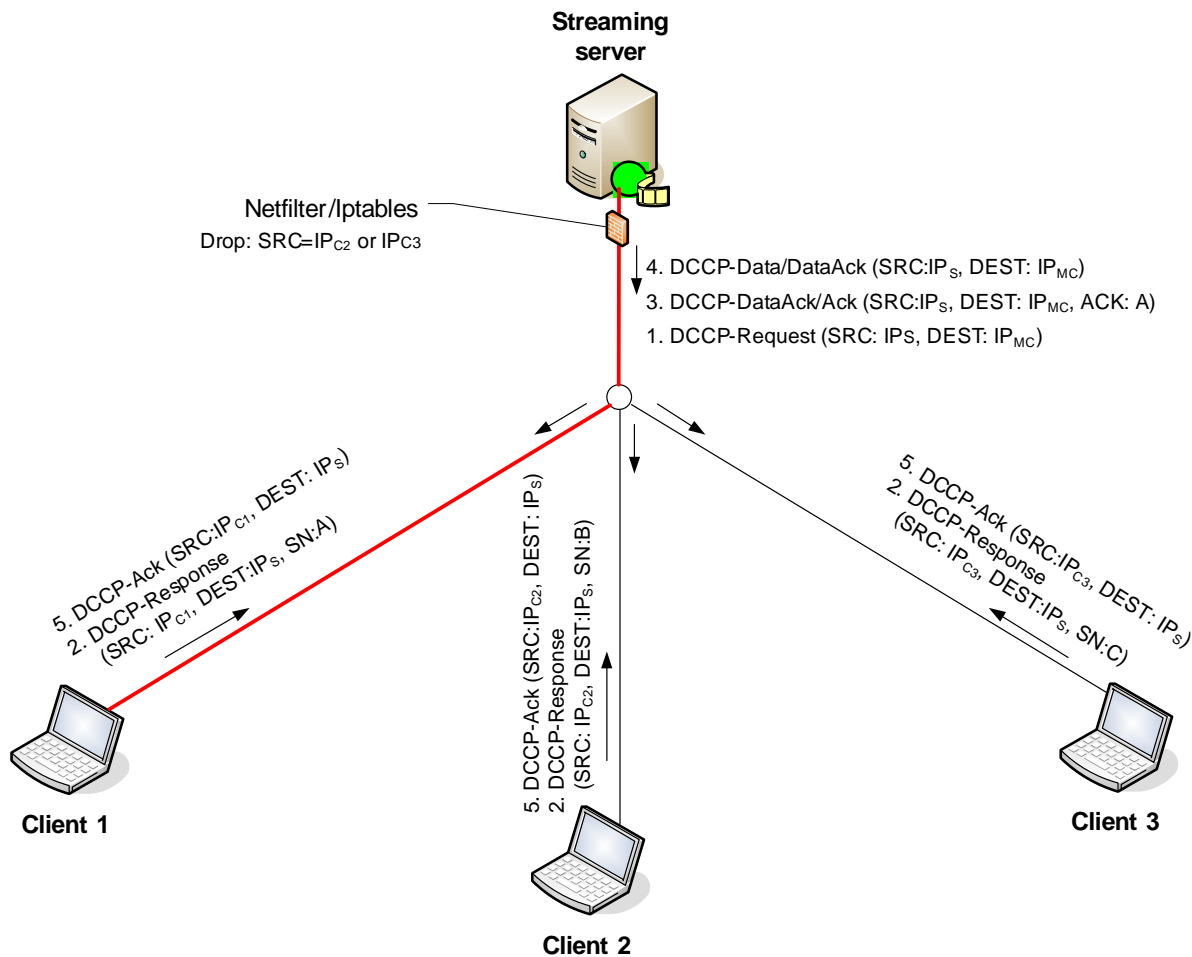 Streaming
server
Netfilter/Iptables
Drop: SRC=IPC2 or IPC3
4. DCCP-Data/DataAck (SRC:IPS, DEST: IPMC)
3. DCCP-DataAck/Ack (SRC:IPS, DEST: IPMC, ACK: A)
1. DCCP-Request (SRC: IPS, DEST: IPMC)
5. DCCP-Ack (SRC:IPC1, DEST: IPS)
2. DCCP-Response
(SRC: IPC1, DEST:IPS, SN:A)
5. DCCP-Ack (SRC:IPC2, DEST: IPS)
2. DCCP-Response
(SRC: IPC2, DEST:IPS, SN:B)
5. DCCP-Ack (SRC:IPC3, DEST: IPS)
2. DCCP-Response
(SRC: IPC3, DEST:IPS, SN:C)
Client 1
Client 2
Client 3